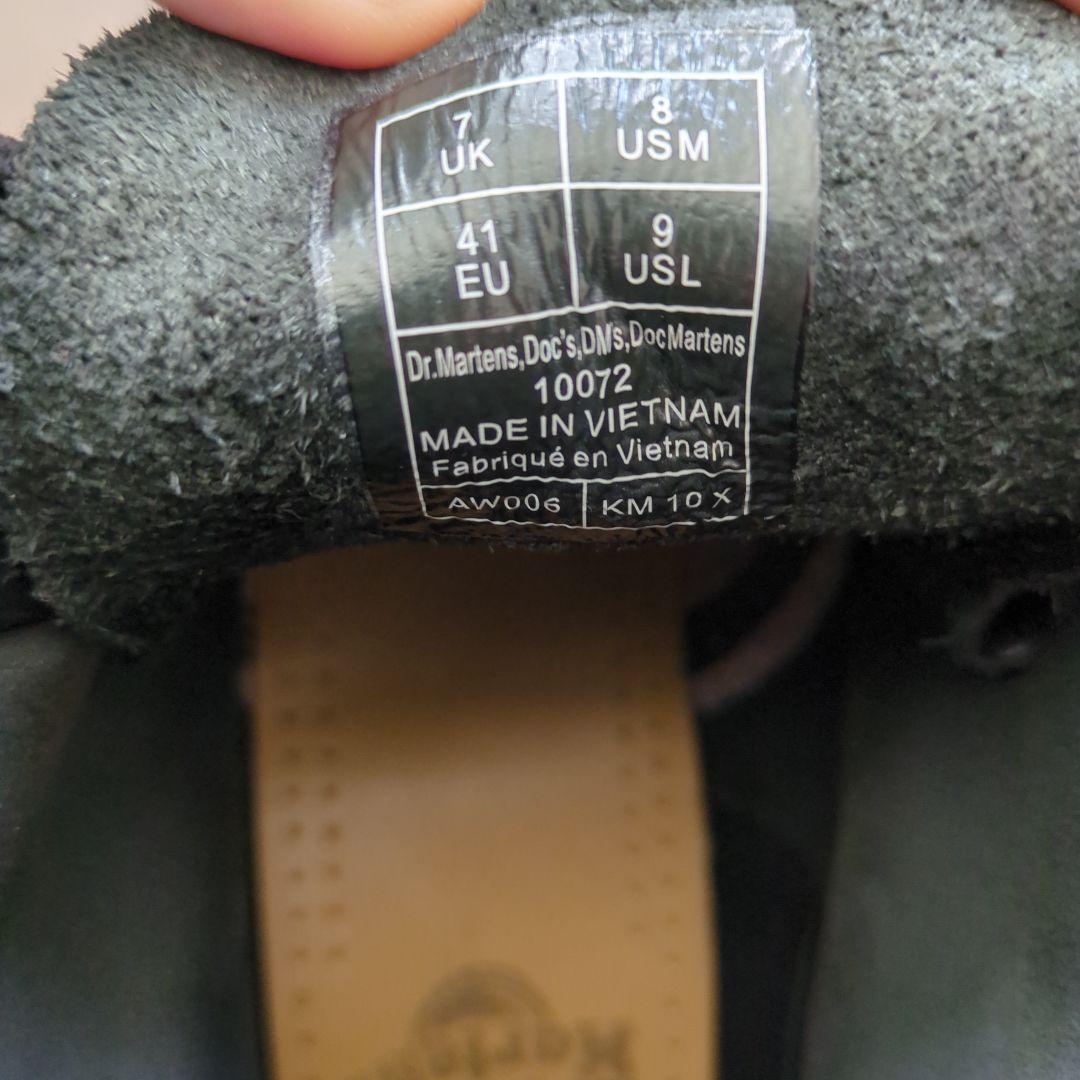 7
UK
8
USM
41
EU
9
USL
Dr.Martens,Doc's,DM's,DocMartens
10072
MADE IN VIETNAM
Fabriqué en Vietnam
AW006
KM 10 X